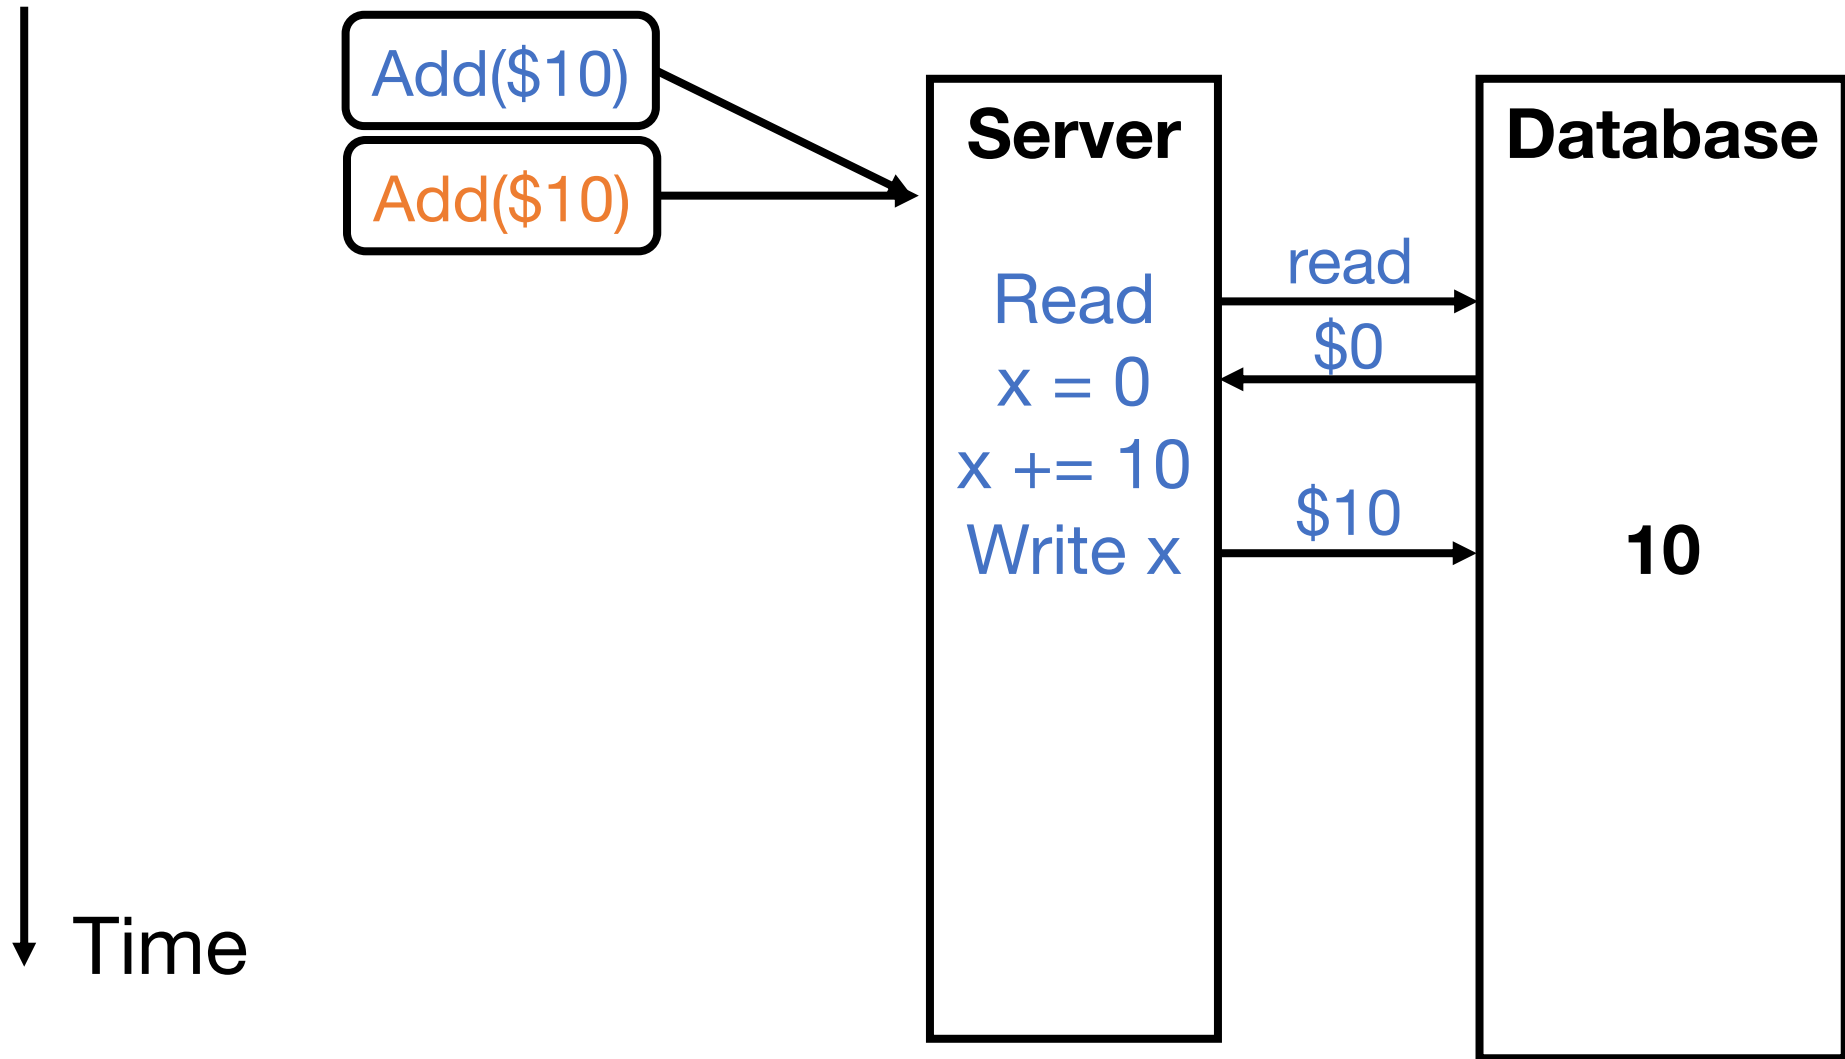 Add($10)
Add($10)
Server
Database
Read
read
x = 0
$0
x += 10
Write x
$10
10
Time